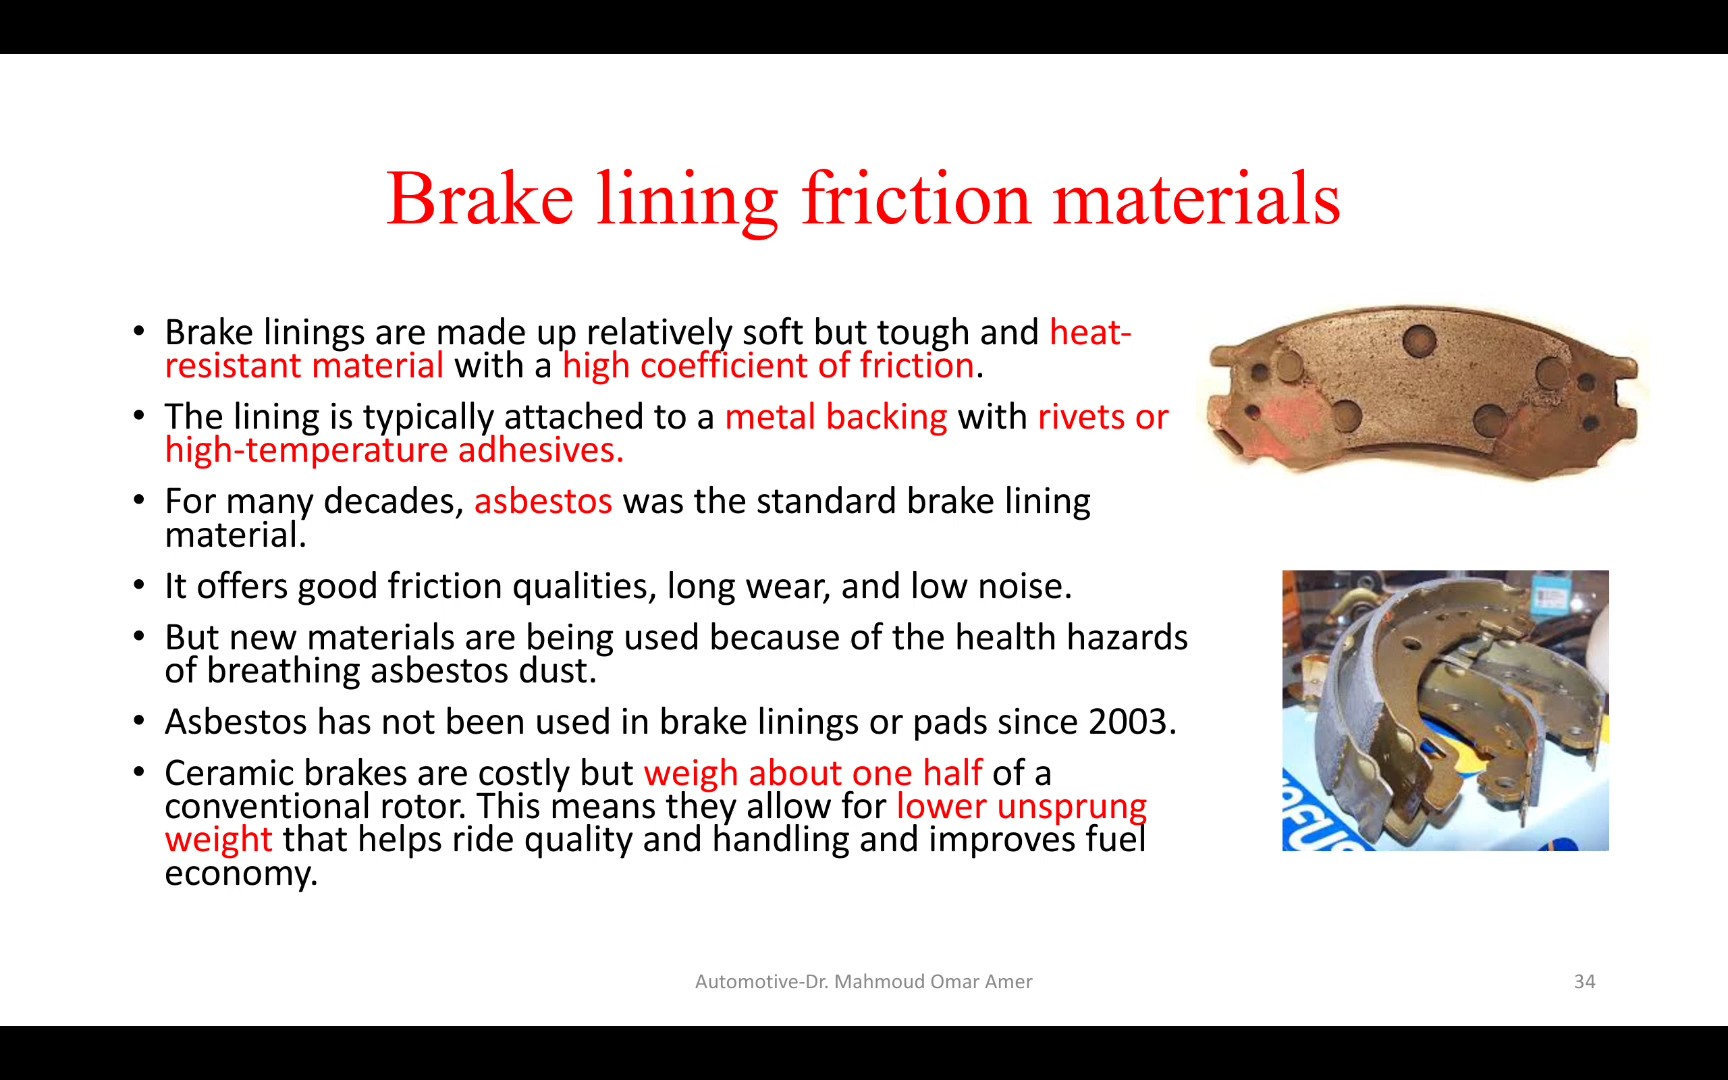 Brake lining friction materials
• Brake linings are made up relatively soft but tough and heat-
resistant material with a high coefficient of friction.
• The lining is typically attached to a metal backing with rivets or
high-temperature adhesives.
• For many decades, asbestos was the standard brake lining
material.
• It offers good friction qualities, long wear, and low noise.
• But new materials are being used because of the health hazards
of breathing asbestos dust.
• Asbestos has not been used in brake linings or pads since 2003.
• Ceramic brakes are costly but weigh about one half of a
conventional rotor. This means they allow for lower unsprung
weight that helps ride quality and handling and improves fuel
economy.
Automotive-Dr. Mahmoud Omar Amer
34